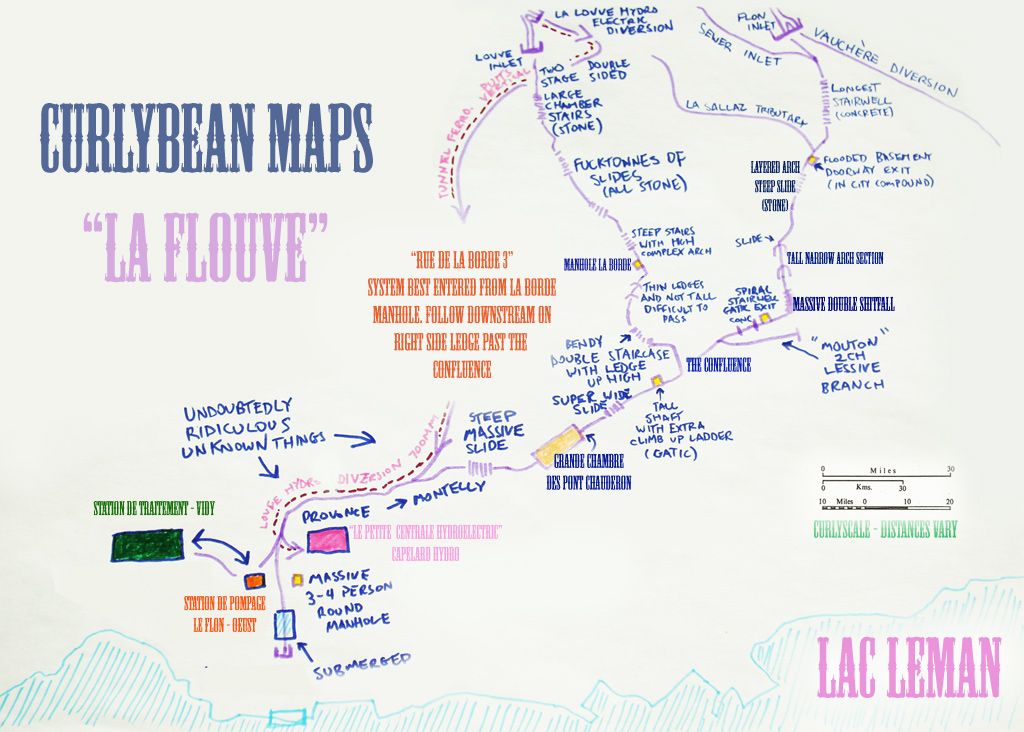 CURLYBEAN MAPS
"LA FLOUVE"
LA LOUVE HYDRO
ELECTRIC
DIVERSION
LOUVE
INLET
TWO DOUBLE
STAGE SIDED
LARGE
CHAMBER
STAIRS
(STONE)
TUNNEL FERRO.
VERTICAL
FUCKTONNES OF
SLIDES
(ALL STONE)
FLON
INLET
SEWER INLET
VAUCHÈRE DIVERSION
LONGEST
STAIRWELL
(CONCRETE)
LA SALLAZ TRIBUTARY
FLOODED BASEMENT
DOORWAY EXIT
(IN CITY COMPOUND)
LAYERED ARCH
STEEP SLIDE
(STONE)
STEEP STAIRS
WITH MGM
COMPLEX ARCH
SLIDE
MANHOLE LA BORDE
TALL NARROW ARCH SECTION
THIN LEDGES
AND NOT TALL
DIFFICULT TO
PASS
SPIRAL
STAIRWELL
GATIC EXIT
CONC
MASSIVE DOUBLE SHITFALL
"RUE DE LA BORDE 3"
SYSTEM BEST ENTERED FROM LA BORDE
MANHOLE. FOLLOW DOWNSTREAM ON
RIGHT SIDE LEDGE PAST THE
CONFLUENCE
BENDY
DOUBLE STAIRCASE
WITH LEDGE
UP HIGH
THE CONFLUENCE
"MOUTON"
2CH
LESSIVE
BRANCH
SUPER WIDE
SLIDE
TALL
SHAFT
WITH EXTRA
CLIMB UP LADDER
(GATIC)
UNDOUBTEDLY
RIDICULOUS
UNKNOWN THINGS
STEEP
MASSIVE
SLIDE
GRANDE CHAMBRE
DES PONT CHAUDERON
LOUVE HYDRO DIVERSION 700MM
PROVENCE
MONTELLY
STATION DE TRAITEMENT - VIDY
"LE PETITE CENTRALE HYDROELECTRIC"
CAPELARD HYDRO
STATION DE POMPAGE
LE FLON - OEUST
MASSIVE
3-4 PERSON
ROUND
MANHOLE
SUBMERGED
0 Miles 30
0 Kms. 30
10 Miles 0 10 20
CURLYSCALE - DISTANCES VARY
LAC LEMAN